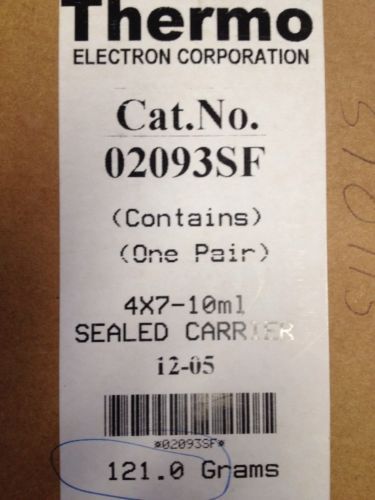 Thermo
ELECTRON CORPORATION
Cat.No.
02093SF
(Contains)
(One Pair)
4X7-10ml
SEALED CARRIER
12-05
*02093SF*
121.0 Grams